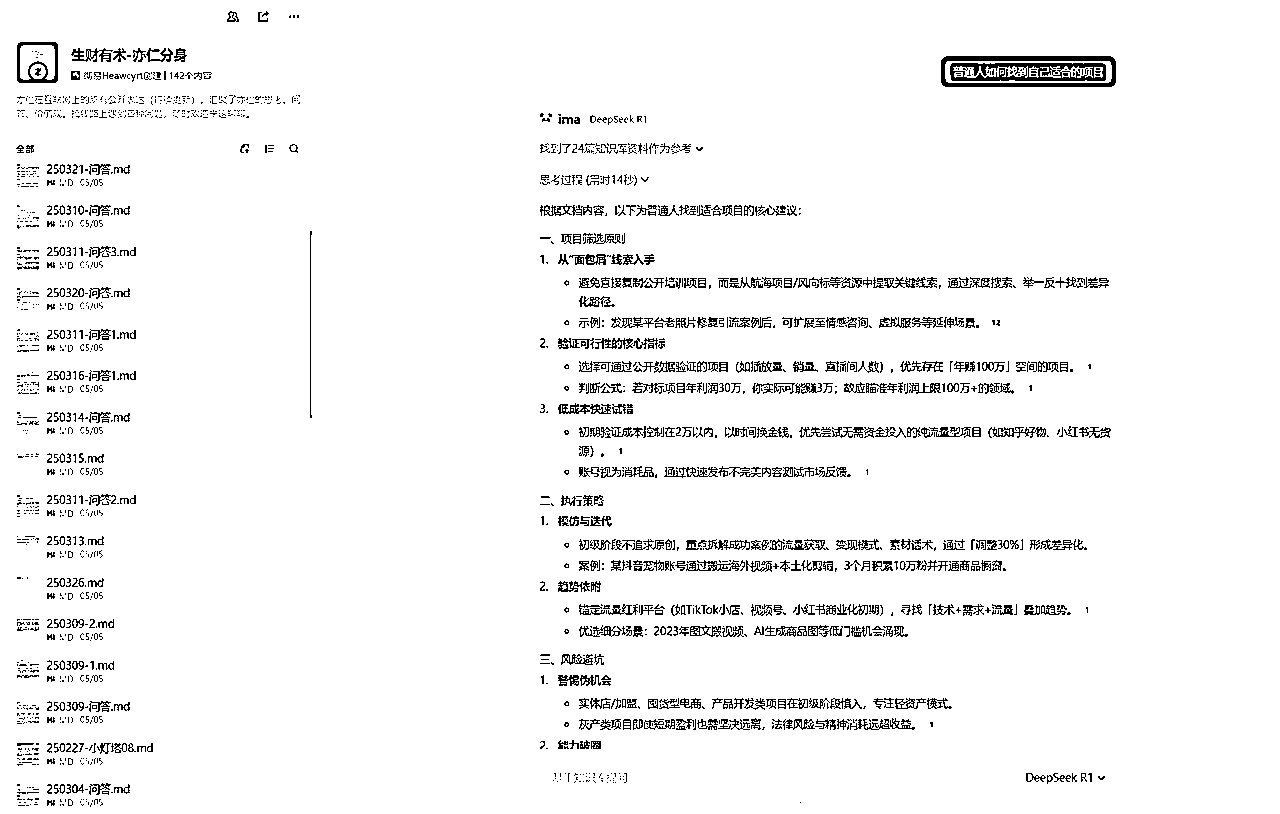 生财有术-亦仁分身
Heawcyrt创建 | 142个内容
全部
250321-问答.md
MD 05/05
250310-问答.md
MD 05/05
250311-问答3.md
MD 05/05
250320-问答.md
MD 05/05
250311-问答1.md
MD 05/05
250316-问答1.md
MD 05/05
250314-问答.md
MD 05/05
250315.md
MD 05/05
250311-问答2.md
MD 05/05
250313.md
MD 05/05
250326.md
MD 05/05
250309-2.md
MD 05/05
250309-1.md
MD 05/05
250309-问答.md
MD 05/05
250227-小灯塔08.md
MD 05/05
250304-问答.md
MD 05/05
普通人如何找到自己适合的项目
ima DeepSeek R1
找到了24篇知识库资料作为参考
思考过程 (用时14秒)
根据文档内容，以下为普通人找到适合项目的核心建议：
一、项目筛选原则
1. 从“面包屑”线索入手
避免直接复制公开培训项目，而是从航海项目/风向标等资源中提取关键线索，通过深度搜索、举一反十找到差异
化路径。
示例：发现某平台老照片修复引流案例后，可扩展至情感咨询、虚拟服务等延伸场景。 12
2. 验证可行性的核心指标
选择可通过公开数据验证的项目（如播放量、销量、直播间人数），优先存在「年赚100万」空间的项目。 1
判断公式：若对标项目年利润30万，你实际可能赚3万；故应瞄准年利润上限100万+的领域。 1
3. 低成本快速试错
初期验证成本控制在2万以内，以时间换金钱，优先尝试无需资金投入的纯流量型项目（如知乎好物、小红书无货
源）。 1
账号视为消耗品，通过快速发布不完美内容测试市场反馈。 1
二、执行策略
1. 模仿与迭代
初级阶段不追求原创，重点拆解成功案例的流量获取、变现模式、素材话术，通过「调整30%」形成差异化。
案例：某抖音宠物账号通过搬运海外视频+本土化剪辑，3个月积累10万粉并开通商品橱窗。
2. 趋势依附
锚定流量红利平台（如TikTok小店、视频号、小红书商业化初期），寻找「技术+需求+流量」叠加趋势。 1
优选细分场景：2023年图文转视频、AI生成商品图等低门槛机会涌现。
三、风险避坑
1. 警惕伪机会
实体店/加盟、囤货型电商、产品开发类项目在初级阶段慎入，专注轻资产模式。
灰产类项目即使短期盈利也需坚决远离，法律风险与精神消耗远超收益。 1
2. 能力破圈
基于知识库提问
DeepSeek R1